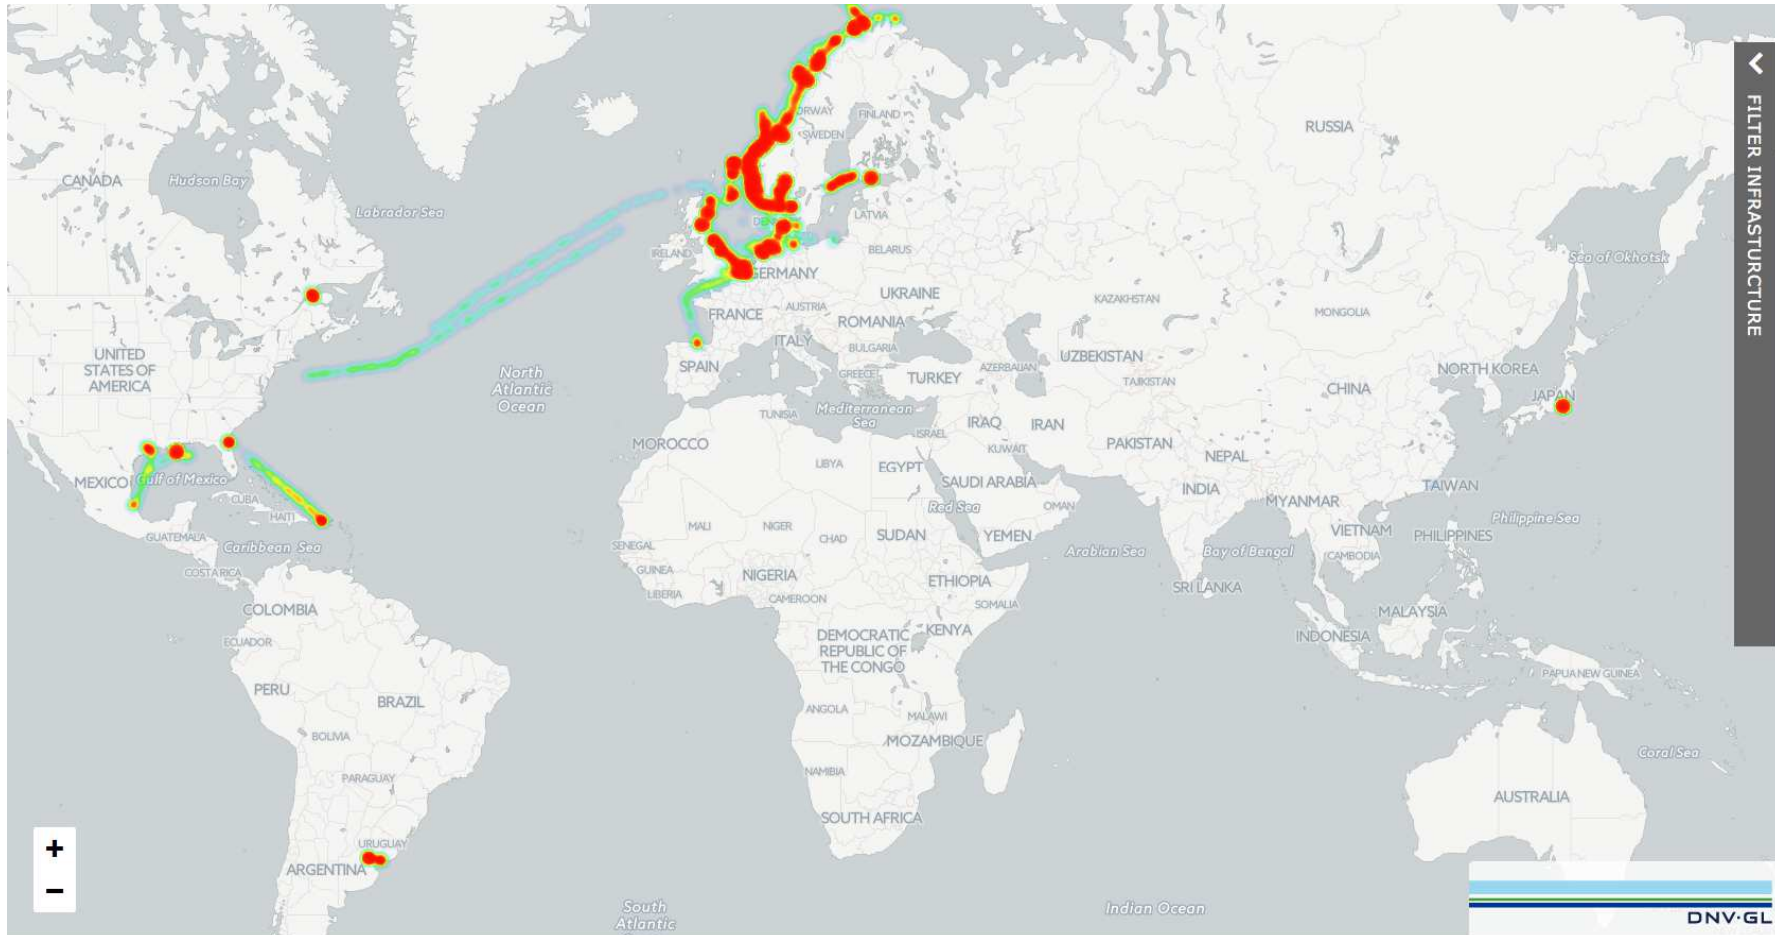 RUSSIA
NORWAY
FINLAND
SWEDEN
CANADA
Hudson Bay
Labrador Sea
DEN
LATVIA
BELARUS
IRELAND
GERMANY
Sea of Okhotsk
UKRAINE
KAZAKHSTAN
AUSTRIA
FRANCE
ROMANIA
MONGOLIA
ITALY
BULGARIA
UNITED
STATES OF
AMERICA
UZBEKISTAN
SPAIN
GREECE
TURKEY
AZERBAIJAN
TAJIKISTAN
NORTH KOREA
North
Atlantic
Ocean
CHINA
JAPAN
TUNISIA
Mediterranean
Sea
IRAQ
IRAN
ISRAEL
MOROCCO
KUWAIT
PAKISTAN
NEPAL
LIBYA
EGYPT
MEXICO
Gulf of Mexico
SAUDI ARABIA
INDIA
TAIWAN
CUBA
MYANMAR
Red Sea
OMAN
HAITI
Philippine Sea
MALI
NIGER
CHAD
SUDAN
YEMEN
VIETNAM
PHILIPPINES
GUATEMALA
Caribbean Sea
SENEGAL
Arabian Sea
Bay of Bengal
CAMBODIA
COSTA RICA
GUINEA
NIGERIA
ETHIOPIA
SRI LANKA
LIBERIA
CAMEROON
SOMALIA
COLOMBIA
MALAYSIA
ECUADOR
DEMOCRATIC
REPUBLIC OF
THE CONGO
KENYA
INDONESIA
PAPUA NEW GUINEA
PERU
BRAZIL
ANGOLA
MALAWI
BOLIVIA
MOZAMBIQUE
Coral Sea
PARAGUAY
NAMIBIA
AUSTRALIA
SOUTH AFRICA
URUGUAY
ARGENTINA
South
Atlantic
Indian Ocean
FILTER INFRASTURCTURE
+
−
DNV·GL